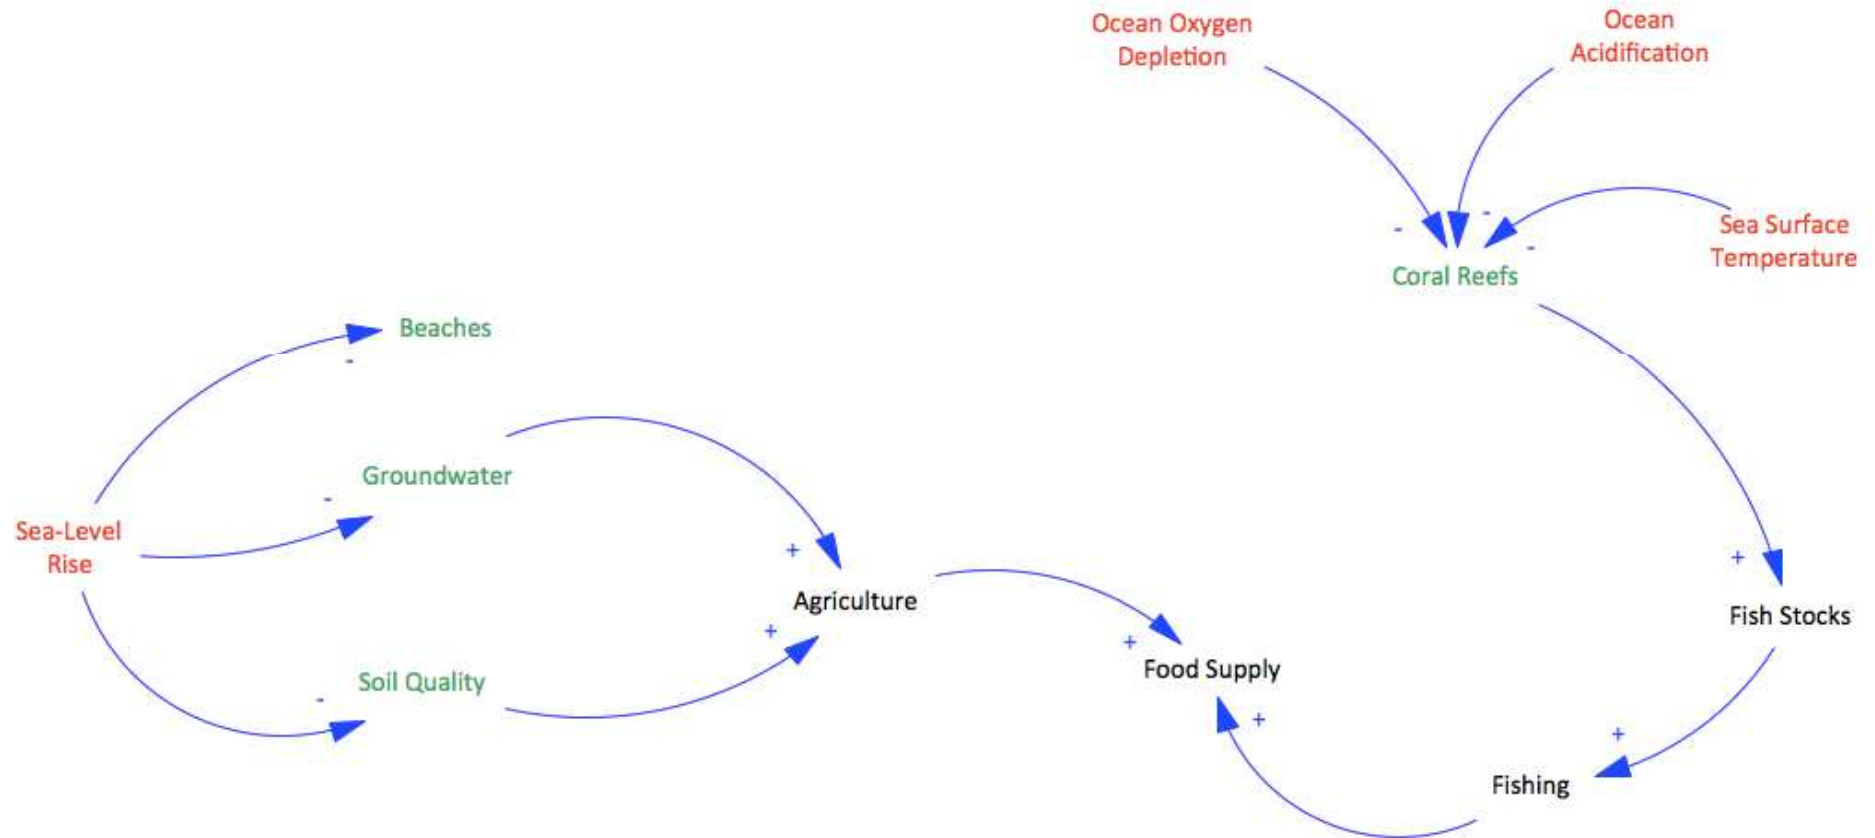 Ocean Oxygen
Depletion
Ocean
Acidification
Sea Surface
Temperature
-
-
-
Coral Reefs
Beaches
-
Groundwater
-
Sea-Level
Rise
+
Agriculture
+
Soil Quality
-
+
Food Supply
+
+
Fish Stocks
+
Fishing